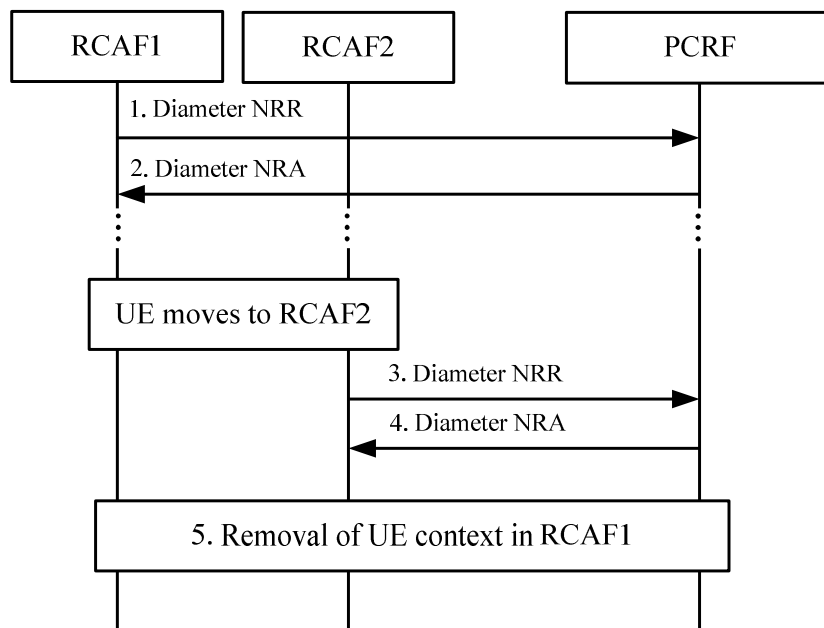 RCAF1
RCAF2
PCRF
1. Diameter NRR
2. Diameter NRA
UE moves to RCAF2
3. Diameter NRR
4. Diameter NRA
5. Removal of UE context in RCAF1